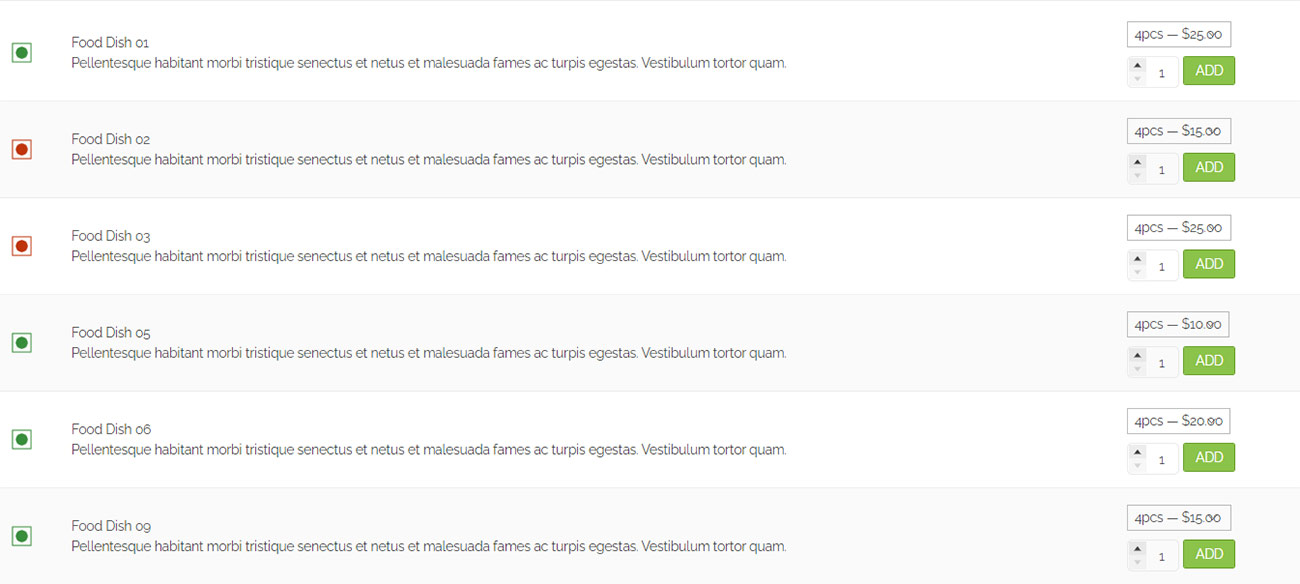 Food Dish 01
Pellentesque habitant morbi tristique senectus et netus et malesuada fames ac turpis egestas. Vestibulum tortor quam.
4pcs — $25.00
1 ADD
Food Dish 02
Pellentesque habitant morbi tristique senectus et netus et malesuada fames ac turpis egestas. Vestibulum tortor quam.
4pcs — $15.00
1 ADD
Food Dish 03
Pellentesque habitant morbi tristique senectus et netus et malesuada fames ac turpis egestas. Vestibulum tortor quam.
4pcs — $25.00
1 ADD
Food Dish 05
Pellentesque habitant morbi tristique senectus et netus et malesuada fames ac turpis egestas. Vestibulum tortor quam.
4pcs — $10.00
1 ADD
Food Dish 06
Pellentesque habitant morbi tristique senectus et netus et malesuada fames ac turpis egestas. Vestibulum tortor quam.
4pcs — $20.00
1 ADD
Food Dish 09
Pellentesque habitant morbi tristique senectus et netus et malesuada fames ac turpis egestas. Vestibulum tortor quam.
4pcs — $15.00
1 ADD